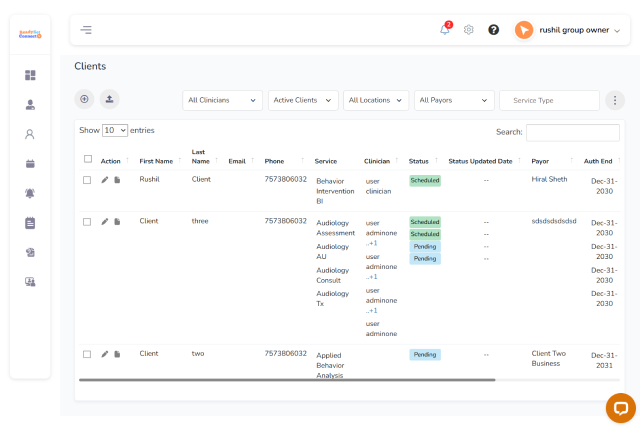 2
rushil group owner
Clients
All Clinicians
Active Clients
All Locations
All Payors
Service Type
Show 10 entries
Search:
Action First Name Last Name Email Phone Service Clinician Status Status Updated Date Payor Auth End
Rushil Client 7573806032 Behavior Intervention BI user clinician Scheduled -- Hiral Sheth Dec-31-2030
Client three 7573806032 Audiology Assessment user adminone ..+1 Scheduled -- sdsdsdsdsdsd Dec-31-2030
Scheduled --
Audiology AU user adminone ..+1 Pending -- Dec-31-2030
Audiology Consult user adminone ..+1 Pending -- Dec-31-2030
Audiology Tx user adminone Dec-31-2030
Client two 7573806032 Applied Behavior Analysis Pending -- Client Two Business Dec-31-2031